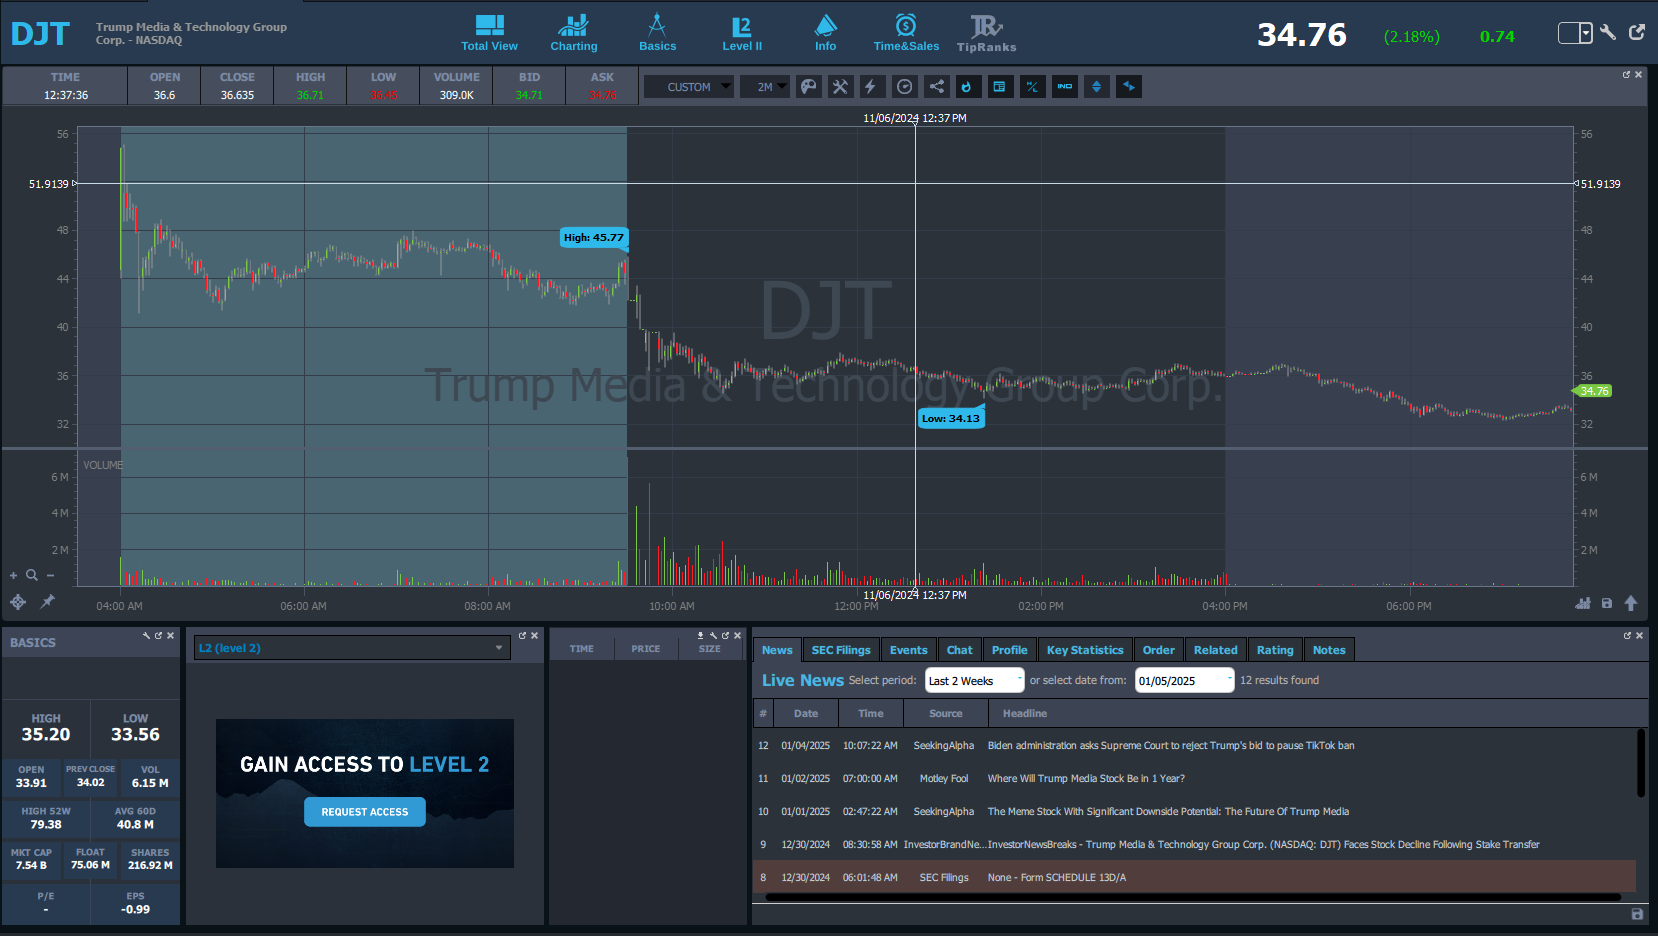 DJT
Trump Media & Technology Group
Corp. - NASDAQ
Total View
Charting
Basics
L2
Level II
Info
Time&Sales
TipRanks
34.76
(2.18%)
0.74
TIME OPEN CLOSE HIGH LOW VOLUME BID ASK
12:37:36 36.6 36.635 36.71 36.45 309.0K 34.71 34.76
CUSTOM
2M
IND
11/06/2024 12:37 PM
56 56
51.9139 51.9139
48 48
High: 45.77
44 44
DJT
40 40
36 36
Trump Media & Technology Group Corp.
34.76
Low: 34.13
32 32
VOLUME
6 M 6 M
4 M 4 M
2 M 2 M
11/06/2024 12:37 PM
04:00 AM 06:00 AM 08:00 AM 10:00 AM 12:00 PM 02:00 PM 04:00 PM 06:00 PM
BASICS
HIGH LOW
35.20 33.56
OPEN PREV CLOSE VOL
33.91 34.02 6.15 M
HIGH 52W AVG 60D
79.38 40.8 M
MKT CAP FLOAT SHARES
7.54 B 75.06 M 216.92 M
P/E EPS
- -0.99
L2 (level 2)
GAIN ACCESS TO LEVEL 2
REQUEST ACCESS
TIME PRICE SIZE
News SEC Filings Events Chat Profile Key Statistics Order Related Rating Notes
Live News Select period: Last 2 Weeks or select date from: 01/05/2025 12 results found
# Date Time Source Headline
12 01/04/2025 10:07:22 AM SeekingAlpha Biden administration asks Supreme Court to reject Trump's bid to pause TikTok ban
11 01/02/2025 07:00:00 AM Motley Fool Where Will Trump Media Stock Be in 1 Year?
10 01/01/2025 02:47:22 AM SeekingAlpha The Meme Stock With Significant Downside Potential: The Future Of Trump Media
9 12/30/2024 08:30:58 AM InvestorBrandNe... InvestorNewsBreaks - Trump Media & Technology Group Corp. (NASDAQ: DJT) Faces Stock Decline Following Stake Transfer
8 12/30/2024 06:01:48 AM SEC Filings None - Form SCHEDULE 13D/A